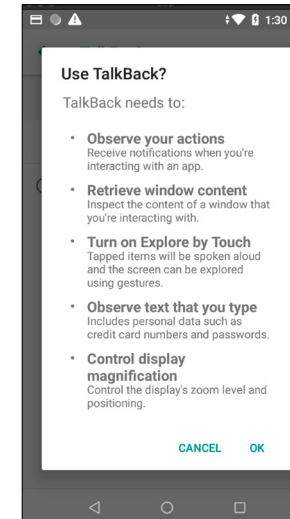 1:30
Use TalkBack?
TalkBack needs to:
• Observe your actions
Receive notifications when you're
interacting with an app.
• Retrieve window content
Inspect the content of a window that
you're interacting with.
• Turn on Explore by Touch
Tapped items will be spoken aloud
and the screen can be explored
using gestures.
• Observe text that you type
Includes personal data such as
credit card numbers and passwords.
• Control display
magnification
Control the display's zoom level and
positioning.
CANCEL OK